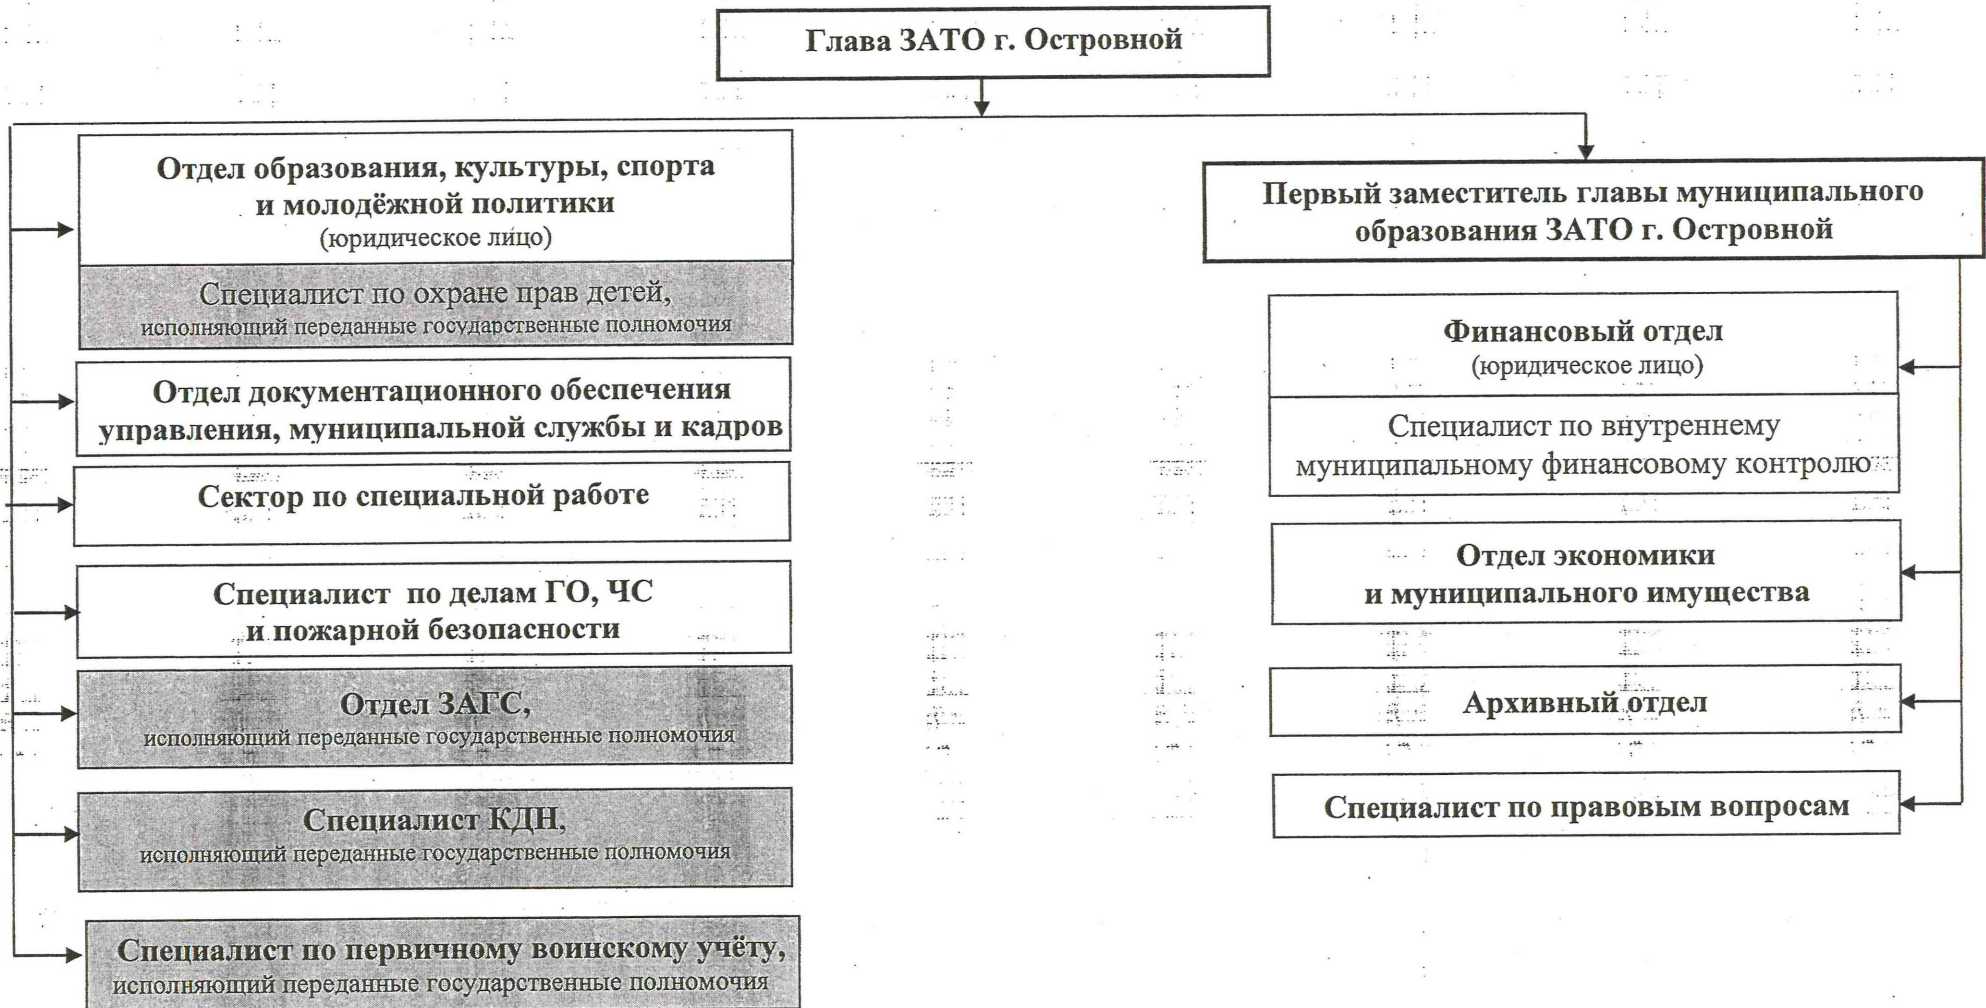 Глава ЗАТО г. Островной
Отдел образования, культуры, спорта
и молодёжной политики
(юридическое лицо)
Специалист по охране прав детей,
исполняющий переданные государственные полномочия
Отдел документационного обеспечения
управления, муниципальной службы и кадров
Сектор по специальной работе
Специалист по делам ГО, ЧС
и пожарной безопасности
Отдел ЗАГС,
исполняющий переданные государственные полномочия
Специалист КДН,
исполняющий переданные государственные полномочия
Специалист по первичному воинскому учёту,
исполняющий переданные государственные полномочия
Первый заместитель главы муниципального
образования ЗАТО г. Островной
Финансовый отдел
(юридическое лицо)
Специалист по внутреннему
муниципальному финансовому контролю
Отдел экономики
и муниципального имущества
Архивный отдел
Специалист по правовым вопросам